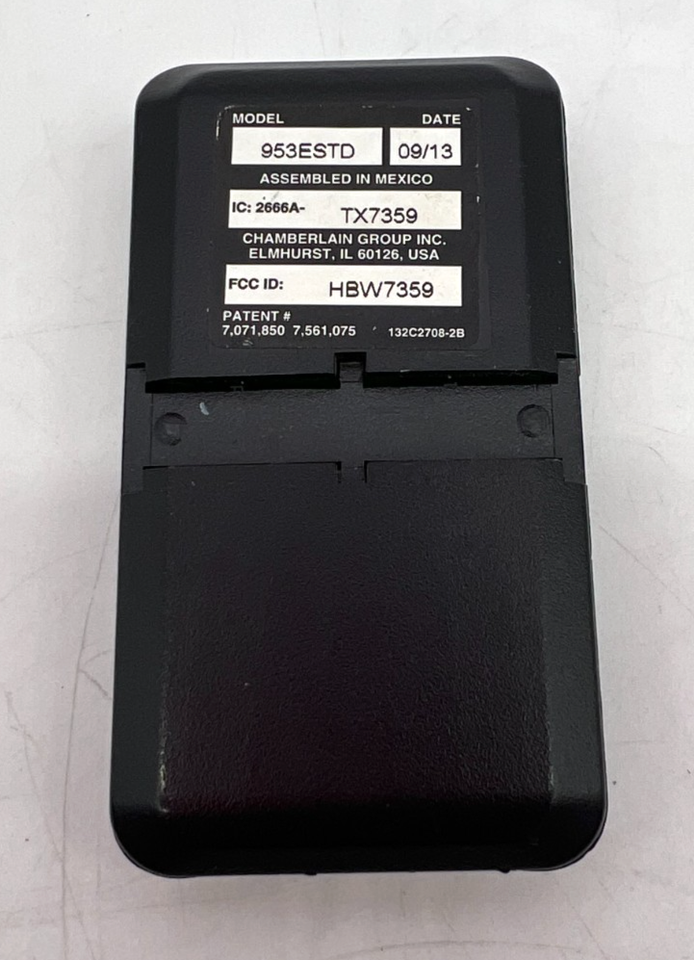 MODEL DATE
953ESTD 09/13
ASSEMBLED IN MEXICO
IC: 2666A- TX7359
CHAMBERLAIN GROUP INC.
ELMHURST, IL 60126, USA
FCC ID: HBW7359
PATENT #
7,071,850 7,561,075 132C2708-2B